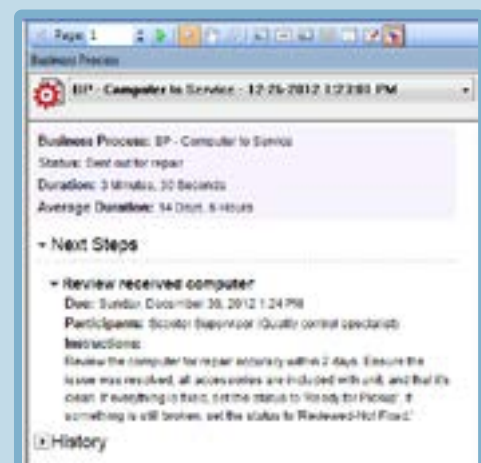 Page: 1
Business Process
BP - Computer to Service - 12-26-2012 1:23:01 PM
Business Process: BP - Computer to Service
Status: Sent out for repair
Duration: 3 Minutes, 30 Seconds
Average Duration: 14 Days, 6 Hours
Next Steps
Review received computer
Due: Sunday, December 30, 2012 1:24 PM
Participants: Scooter Supervisor (Quality control specialist)
Instructions:
Review the computer for repair accuracy within 2 days. Ensure the
issue was resolved, all accessories are included with unit, and that it's
clean. If everything is fixed, set the status to 'Ready for Pickup'. If
something is still broken, set the status to 'Reviewed-Not Fixed.'
History